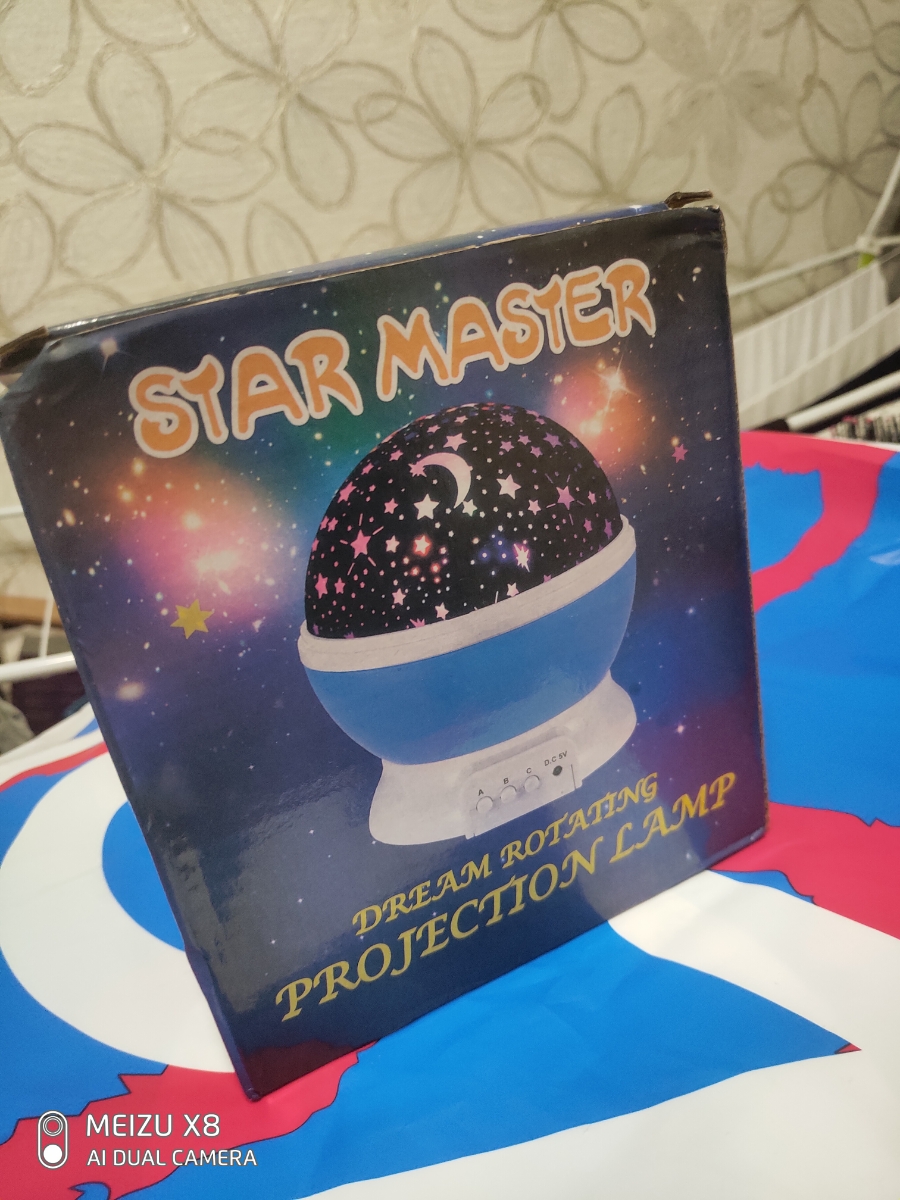 STAR MASTER
A B C D.C 5V
DREAM ROTATING
PROJECTION LAMP
MEIZU X8
AI DUAL CAMERA